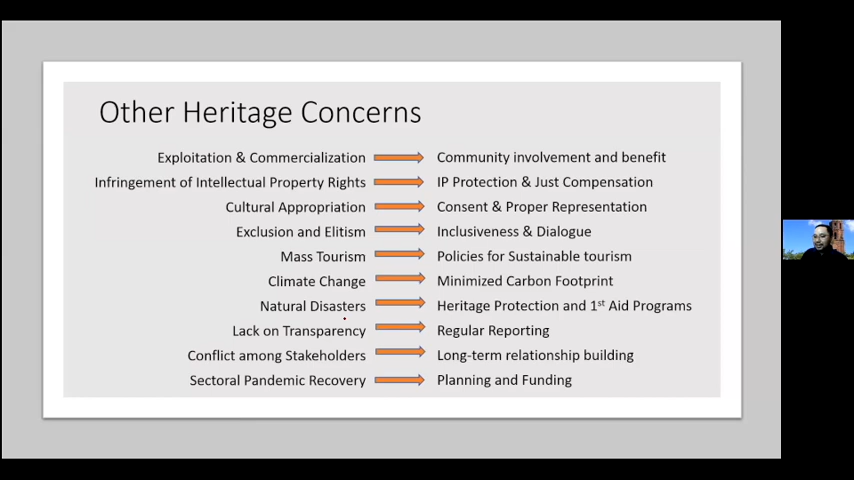 Other Heritage Concerns
Exploitation & Commercialization Community involvement and benefit
Infringement of Intellectual Property Rights IP Protection & Just Compensation
Cultural Appropriation Consent & Proper Representation
Exclusion and Elitism Inclusiveness & Dialogue
Mass Tourism Policies for Sustainable tourism
Climate Change Minimized Carbon Footprint
Natural Disasters Heritage Protection and 1st Aid Programs
Lack on Transparency Regular Reporting
Conflict among Stakeholders Long-term relationship building
Sectoral Pandemic Recovery Planning and Funding